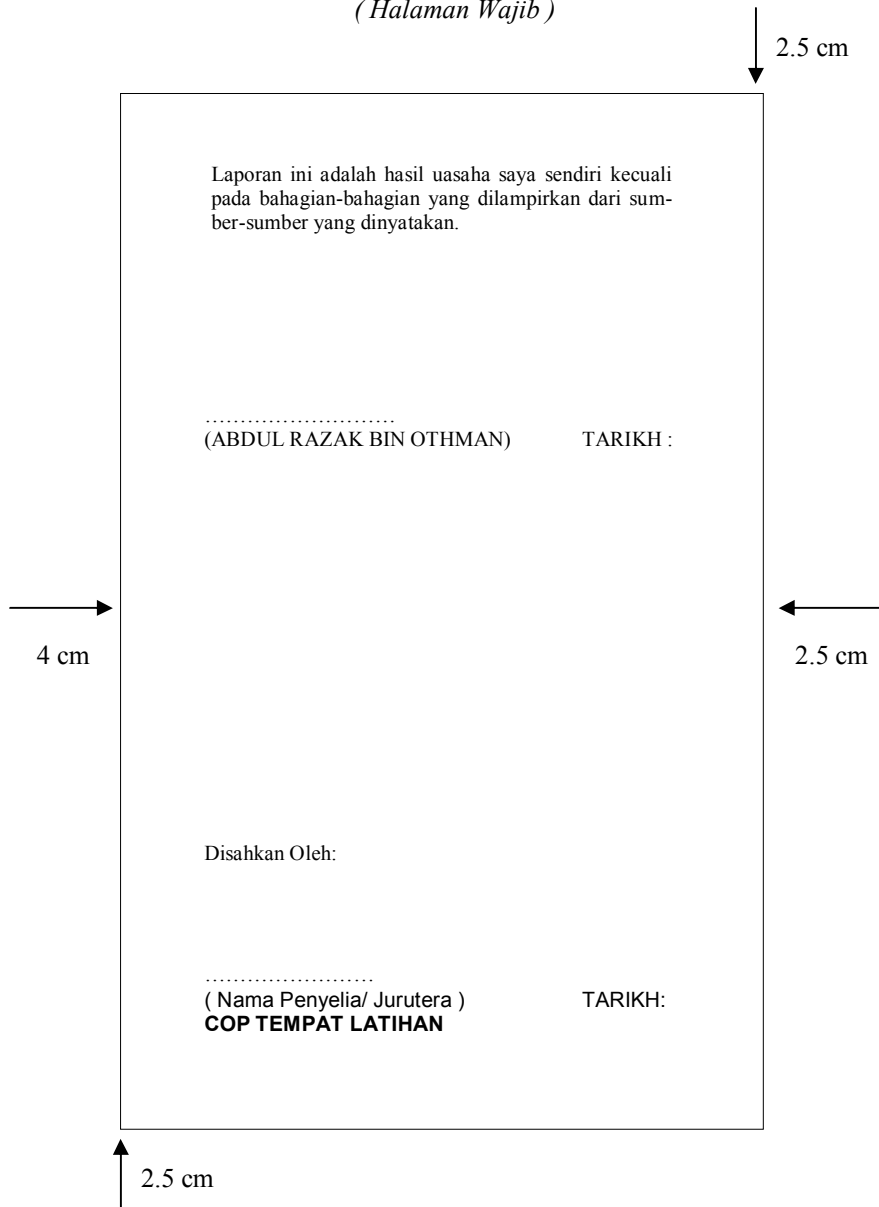 ( Halaman Wajib )
2.5 cm
Laporan ini adalah hasil uasaha saya sendiri kecuali
pada bahagian-bahagian yang dilampirkan dari sum-
ber-sumber yang dinyatakan.
………………………
(ABDUL RAZAK BIN OTHMAN) TARIKH :
4 cm 2.5 cm
Disahkan Oleh:
……………………
( Nama Penyelia/ Jurutera ) TARIKH:
COP TEMPAT LATIHAN
2.5 cm